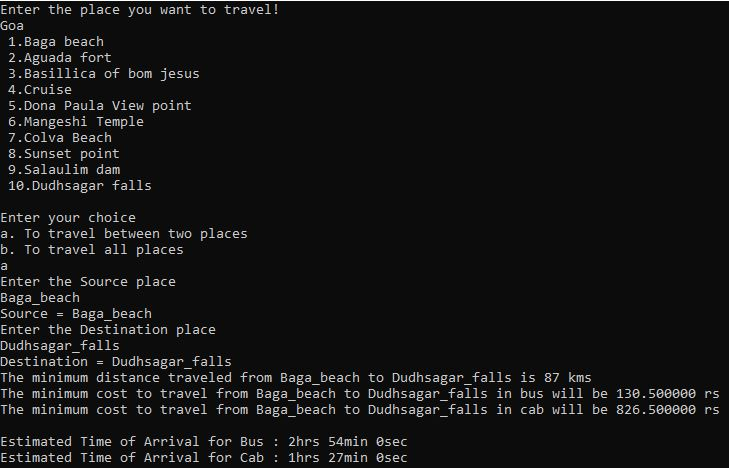 Enter the place you want to travel!
Goa
1.Baga beach
2.Aguada fort
3.Basillica of bom jesus
4.Cruise
5.Dona Paula View point
6.Mangeshi Temple
7.Colva Beach
8.Sunset point
9.Salaulim dam
10.Dudhsagar falls
Enter your choice
a. To travel between two places
b. To travel all places
a
Enter the Source place
Baga_beach
Source = Baga_beach
Enter the Destination place
Dudhsagar_falls
Destination = Dudhsagar_falls
The minimum distance traveled from Baga_beach to Dudhsagar_falls is 87 kms
The minimum cost to travel from Baga_beach to Dudhsagar_falls in bus will be 130.500000 rs
The minimum cost to travel from Baga_beach to Dudhsagar_falls in cab will be 826.500000 rs
Estimated Time of Arrival for Bus : 2hrs 54min 0sec
Estimated Time of Arrival for Cab : 1hrs 27min 0sec